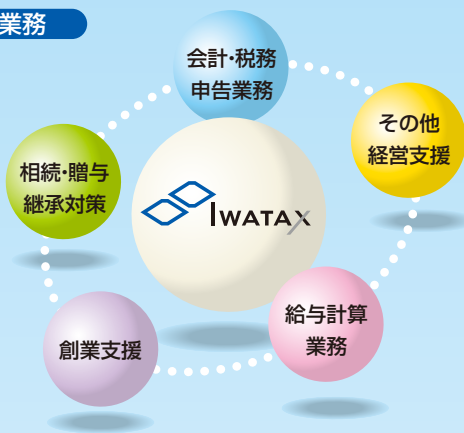 業務
会計・税務
申告業務
その他
経営支援
相続・贈与
継承対策
IWATAX
給与計算
業務
創業支援